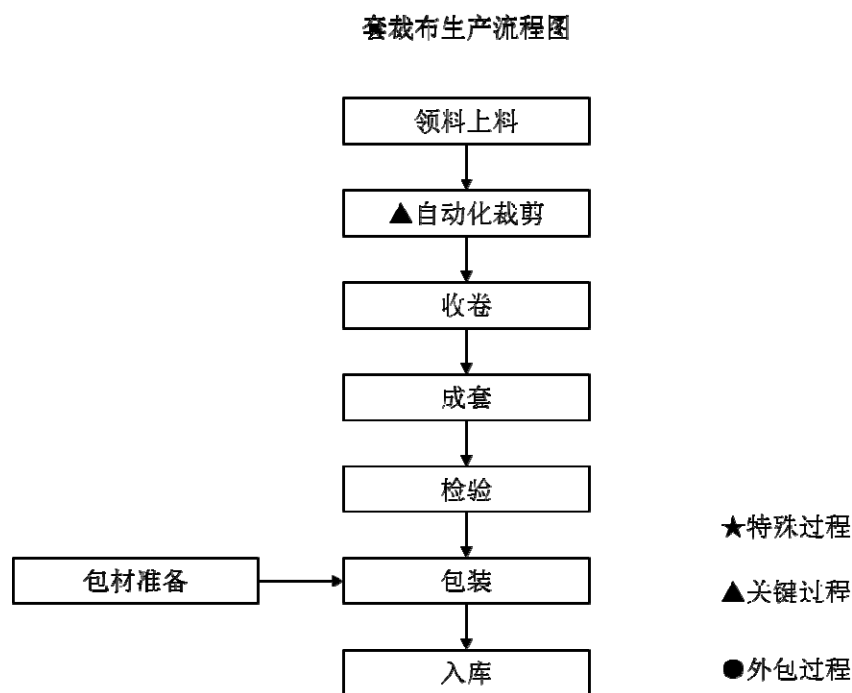 套裁布生产流程图
领料上料
▲自动化裁剪
收卷
成套
检验
★特殊过程
包材准备
包装
▲关键过程
入库
●外包过程